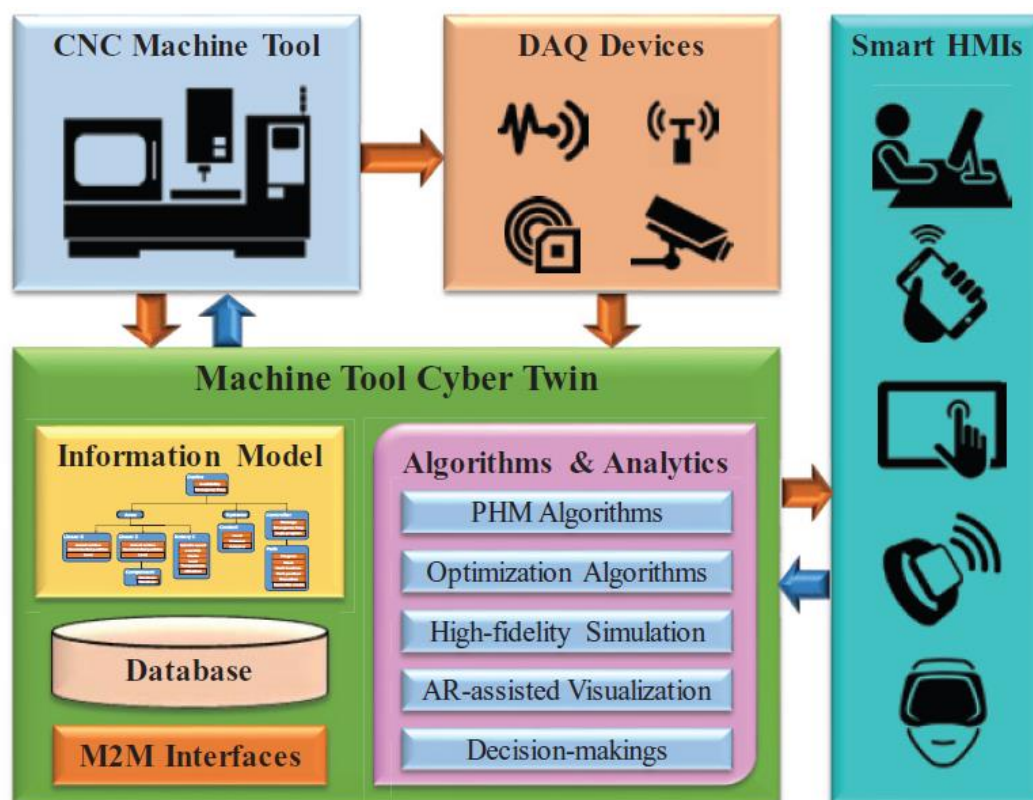 CNC Machine Tool
DAQ Devices
Smart HMIs
Machine Tool Cyber Twin
Information Model
Database
M2M Interfaces
Algorithms & Analytics
PHM Algorithms
Optimization Algorithms
High-fidelity Simulation
AR-assisted Visualization
Decision-makings